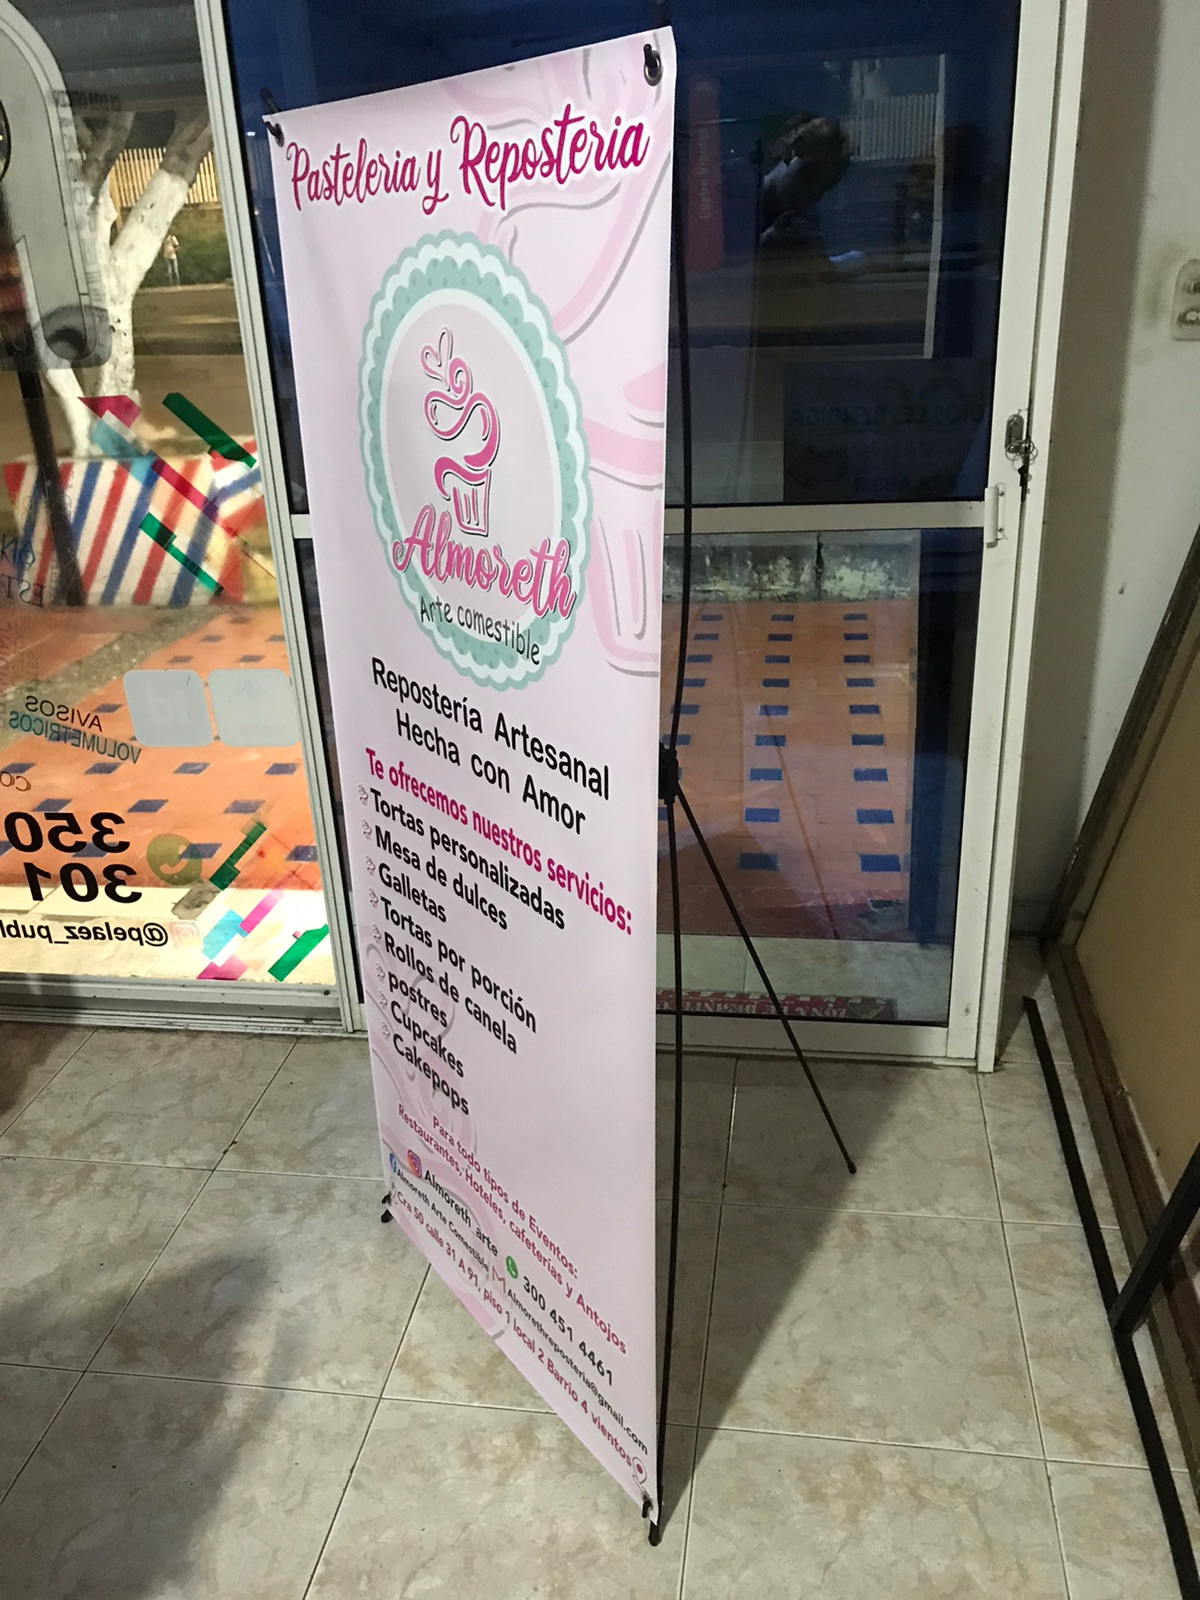 Pasteleria y Reposteria
Almoreth
Arte comestible
Repostería Artesanal
Hecha con Amor
Te ofrecemos nuestros servicios:
Tortas personalizadas
Mesa de dulces
Galletas
Tortas por porción
Rollos de canela
postres
Cupcakes
Cakepops
Para todo tipos de Eventos:
Restaurantes, Hoteles, cafeterías y Antojos
Almoreth_arte
300 451 4461
Almoreth Arte Comestible
Almorethreposteria@gmail.com
Cra 50 calle 31 A 91, piso 1 local 2 Barrio 4 vientos
AVISOS
VOLUMETRICOS
CO
350
301
@pelaez_publ